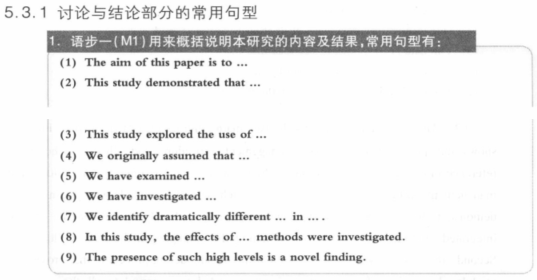 5.3.1 讨论与结论部分的常用句型
1. 语步一(M1)用来概括说明本研究的内容及结果,常用句型有:
(1) The aim of this paper is to ...
(2) This study demonstrated that ...
(3) This study explored the use of ...
(4) We originally assumed that ...
(5) We have examined ...
(6) We have investigated ...
(7) We identify dramatically different ... in ... .
(8) In this study, the effects of ... methods were investigated.
(9) The presence of such high levels is a novel finding.